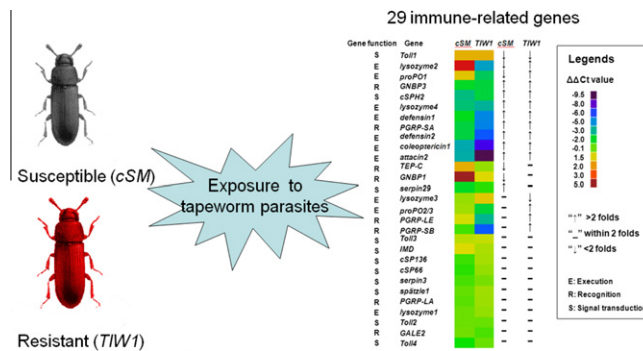 29 immune-related genes
Gene function Gene cSM TIW1 cSM TIW1
S Toll1
E lysozyme2
E proPO1
R GNBP3
S cSPH2
E lysozyme4
E defensin1
R PGRP-SA
E defensin2
E coleoptericin1
E attacin2
R TEP-C
R GNBP1
S serpin29
E lysozyme3
E proPO2/3
R PGRP-LE
R PGRP-SB
S Toll3
S IMD
S cSP136
S cSP66
S serpin3
S spätzle1
R PGRP-LA
E lysozyme1
S Toll2
R GALE2
S Toll4
Susceptible (cSM)
Exposure to
tapeworm parasites
Resistant (TIW1)
Legends
ΔΔCt value
-9.5
-8.0
-6.0
-5.0
-3.0
-2.0
1.5
2.0
3.0
5.0
"↑" >2 folds
"–" within 2 folds
"↓" <2 folds
E: Execution
R: Recognition
S: Signal transduction